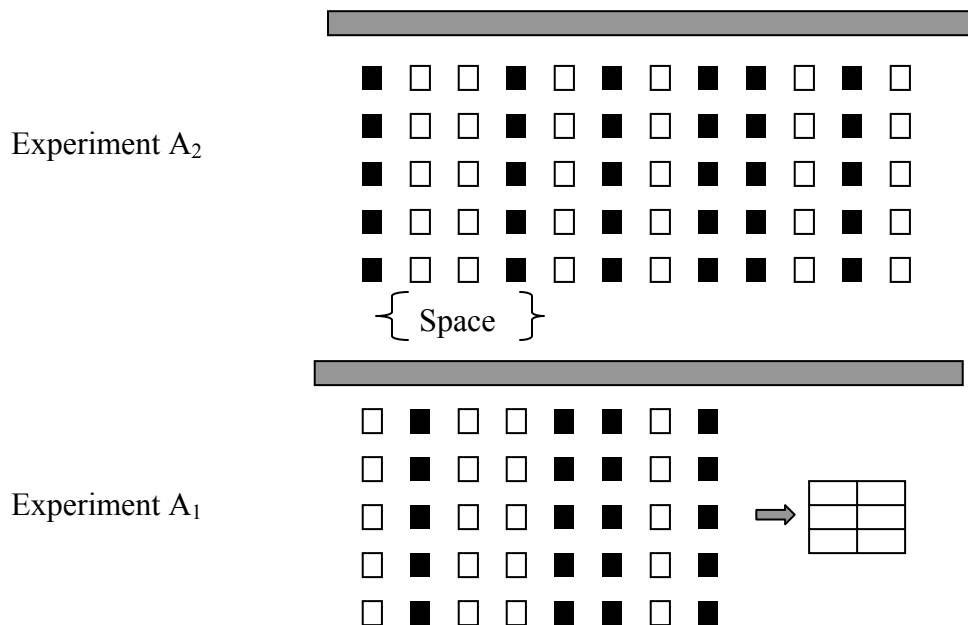 Experiment A₂
{ Space }
Experiment A₁